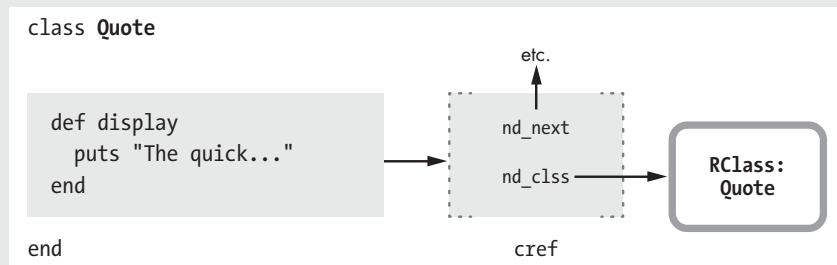 class Quote
etc.
def display
puts "The quick..."
end
nd_next
nd_clss
RClass:
Quote
end
cref